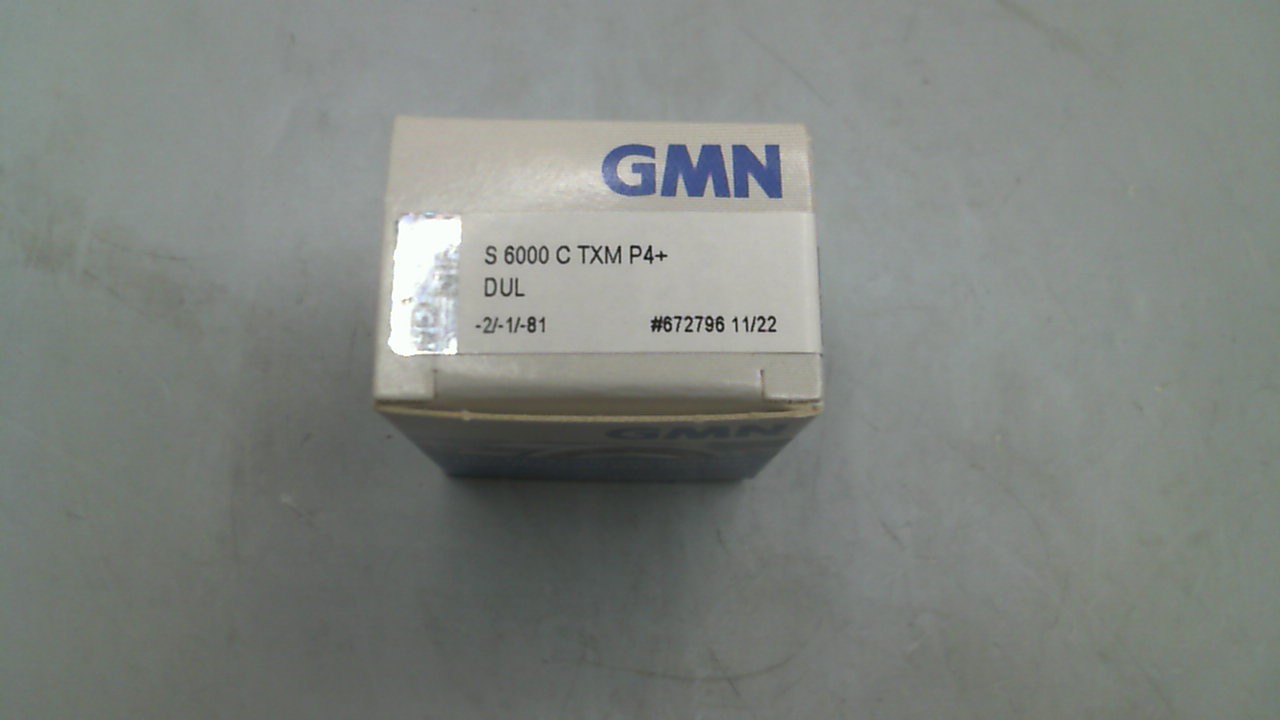 GMN
S 6000 C TXM P4+
DUL
-2/-1/-81 #672796 11/22
GMN